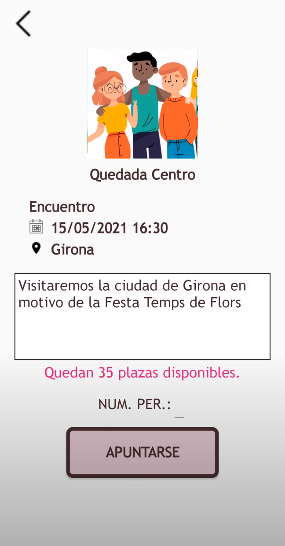 Quedada Centro
Encuentro
15/05/2021 16:30
Girona
Visitaremos la ciudad de Girona en
motivo de la Festa Temps de Flors
Quedan 35 plazas disponibles.
NUM. PER.: _
APUNTARSE